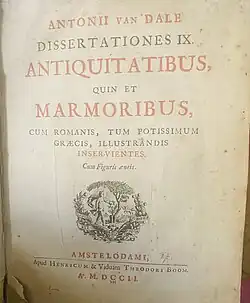 ANTONII VAN DALE
DISSERTATIONES IX.
ANTIQUITATIBUS,
QUIN ET
MARMORIBUS,
CUM ROMANIS, TUM POTISSIMUM
GRÆCIS, ILLUSTRANDIS
INSERVIENTES.
Cum Figuris æneis.
AMSTELODAMI,
Apud HENRICUM & Viduam THEODORI BOOM.
Aº. MDCCII.